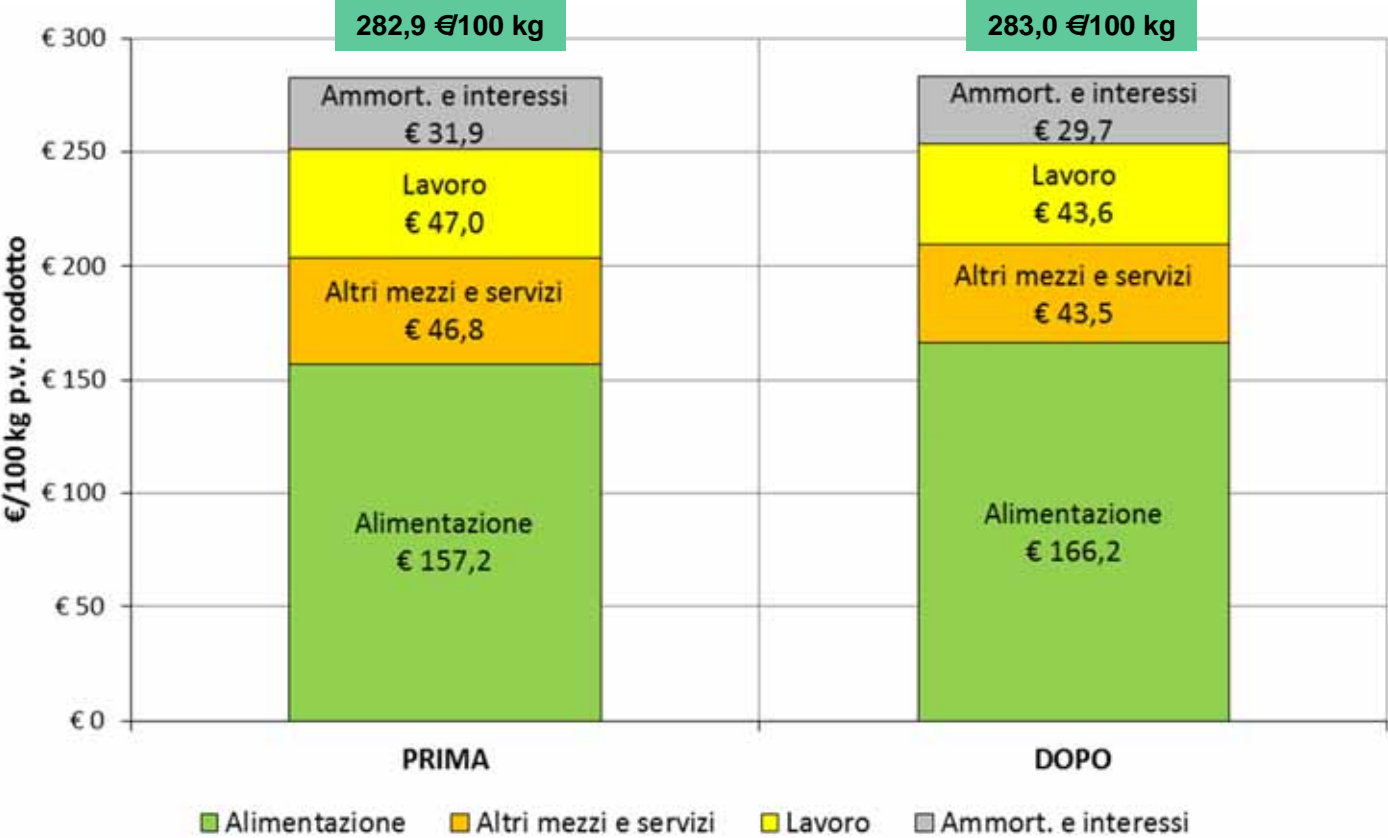 282,9 €/100 kg
283,0 €/100 kg
€/100 kg p.v. prodotto
€ 300
€ 250
€ 200
€ 150
€ 100
€ 50
€ 0
Ammort. e interessi
€ 31,9
Lavoro
€ 47,0
Altri mezzi e servizi
€ 46,8
Alimentazione
€ 157,2
Ammort. e interessi
€ 29,7
Lavoro
€ 43,6
Altri mezzi e servizi
€ 43,5
Alimentazione
€ 166,2
PRIMA
DOPO
Alimentazione
Altri mezzi e servizi
Lavoro
Ammort. e interessi